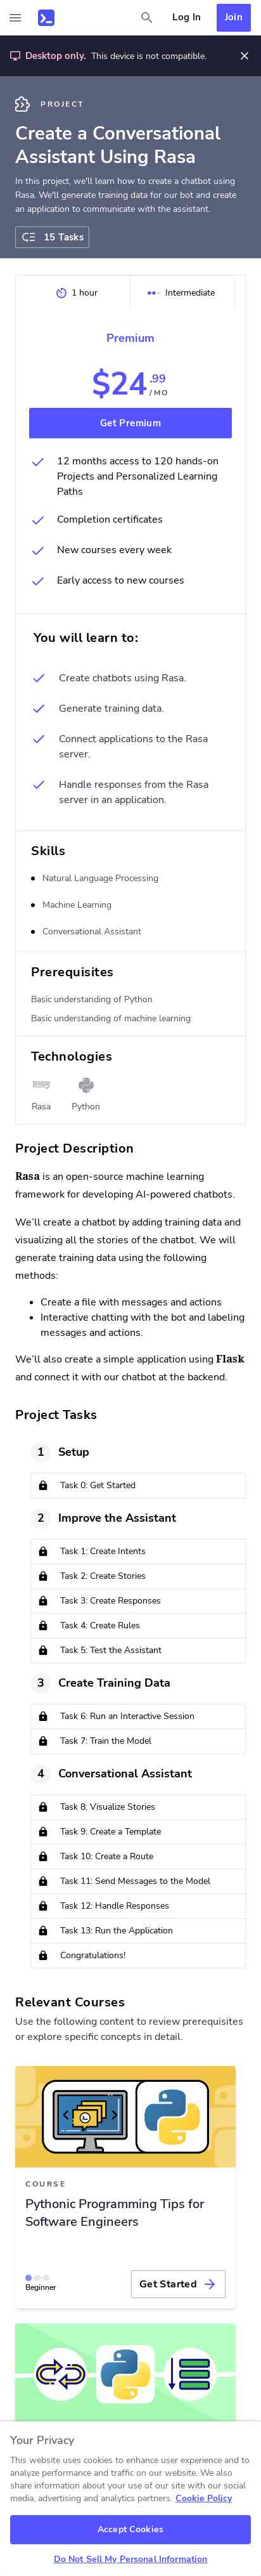 Log In
Join
Desktop only. This device is not compatible.
PROJECT
Create a Conversational
Assistant Using Rasa
In this project, we'll learn how to create a chatbot using
Rasa. We'll generate training data for our bot and create
an application to communicate with the assistant.
15 Tasks
1 hour
Intermediate
Premium
$24.99
/ MO
Get Premium
12 months access to 120 hands-on
Projects and Personalized Learning
Paths
Completion certificates
New courses every week
Early access to new courses
You will learn to:
Create chatbots using Rasa.
Generate training data.
Connect applications to the Rasa
server.
Handle responses from the Rasa
server in an application.
Skills
Natural Language Processing
Machine Learning
Conversational Assistant
Prerequisites
Basic understanding of Python
Basic understanding of machine learning
Technologies
Rasa
Python
Project Description
Rasa is an open-source machine learning
framework for developing AI-powered chatbots.
We’ll create a chatbot by adding training data and
visualizing all the stories of the chatbot. We will
generate training data using the following
methods:
Create a file with messages and actions
Interactive chatting with the bot and labeling
messages and actions.
We’ll also create a simple application using Flask
and connect it with our chatbot at the backend.
Project Tasks
1 Setup
Task 0: Get Started
2 Improve the Assistant
Task 1: Create Intents
Task 2: Create Stories
Task 3: Create Responses
Task 4: Create Rules
Task 5: Test the Assistant
3 Create Training Data
Task 6: Run an Interactive Session
Task 7: Train the Model
4 Conversational Assistant
Task 8: Visualize Stories
Task 9: Create a Template
Task 10: Create a Route
Task 11: Send Messages to the Model
Task 12: Handle Responses
Task 13: Run the Application
Congratulations!
Relevant Courses
Use the following content to review prerequisites
or explore specific concepts in detail.
COURSE
Pythonic Programming Tips for
Software Engineers
Beginner
Get Started
Your Privacy
This website uses cookies to enhance user experience and to
analyze performance and traffic on our website. We also
share information about your use of our site with our social
media, advertising and analytics partners. Cookie Policy
Accept Cookies
Do Not Sell My Personal Information